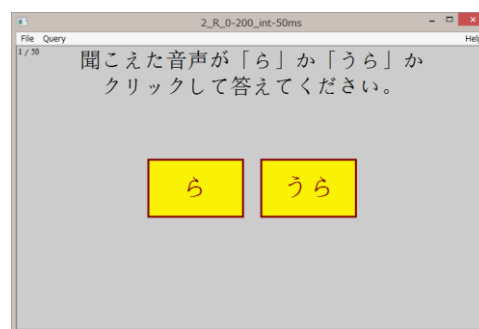 2_R_0-200_int-50ms
File Query Help
1 / 30
聞こえた音声が「ら」か「うら」か
クリックして答えてください。
ら うら